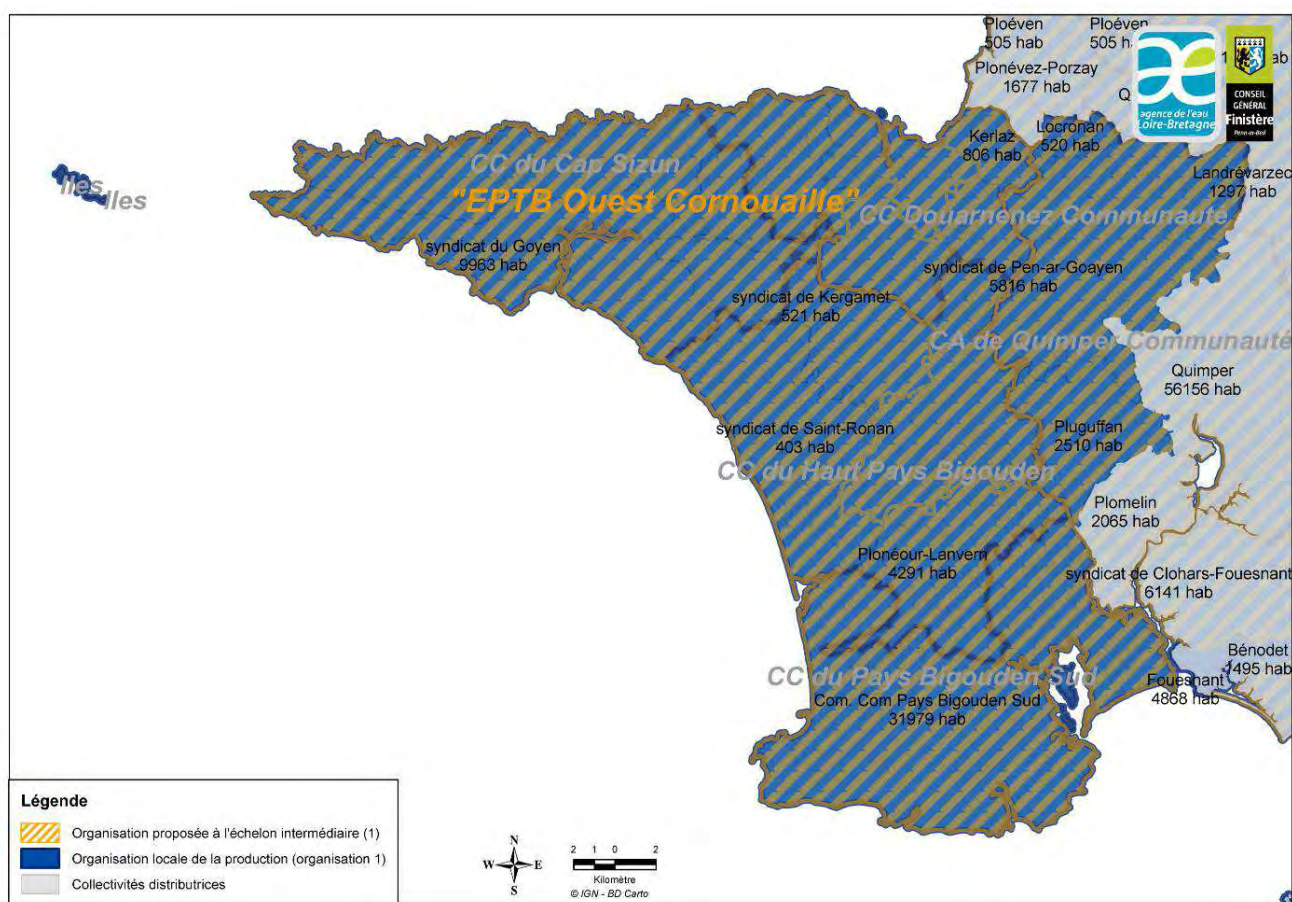 Ploéven
505 hab
Ploéven
505 h
Plonévez-Porzay
1677 hab
ab
Q
agence de l'eau
Loire-Bretagne
CONSEIL
GÉNÉRAL
Finistère
Penn-ar-Bed
Kerlaz
806 hab
Locronan
520 hab
Landrévarzec
1297 hab
Iles
Iles
CC du Cap Sizun
"EPTB Ouest Cornouaille"
CC Douarnenez Communauté
syndicat du Goyen
9963 hab
syndicat de Pen-ar-Goayen
5816 hab
syndicat de Kergamet
521 hab
CA de Quimper Communauté
Quimper
56156 hab
syndicat de Saint-Ronan
403 hab
Pluguffan
2510 hab
CC du Haut Pays Bigouden
Plomelin
2065 hab
Plonéour-Lanvern
4291 hab
syndicat de Clohars-Fouesnant
6141 hab
Bénodet
hab
CC du Pays Bigouden Sud
Fouesnant
4868 hab
Com. Com Pays Bigouden Sud
31979 hab
Légende
Organisation proposée à l'échelon intermédiaire (1)
Organisation locale de la production (organisation 1)
Collectivités distributrices
N
W E
S
2 1 0 2
Kilomètre
© IGN - BD Carto